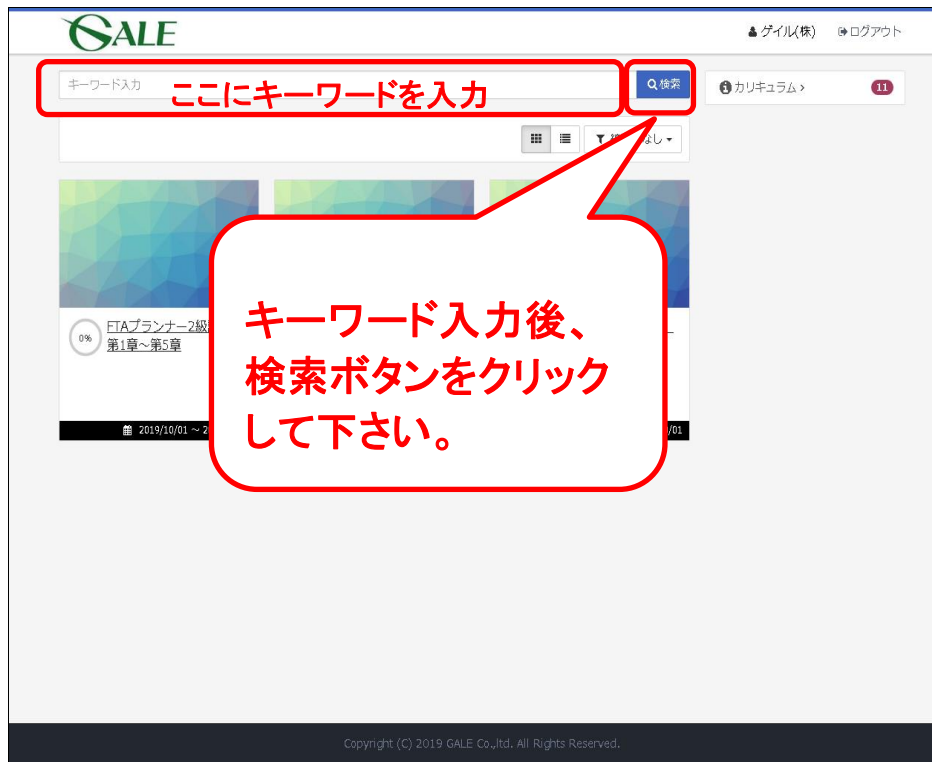 GALE
ゲイル(株) ログアウト
キーワード入力
ここにキーワードを入力
検索
カリキュラム
11
なし
キーワード入力後、
検索ボタンをクリック
して下さい。
0%
FTAプランナー2級
第1章～第5章
2019/10/01 ～ 2
/01
Copyright (C) 2019 GALE Co.,ltd. All Rights Reserved.